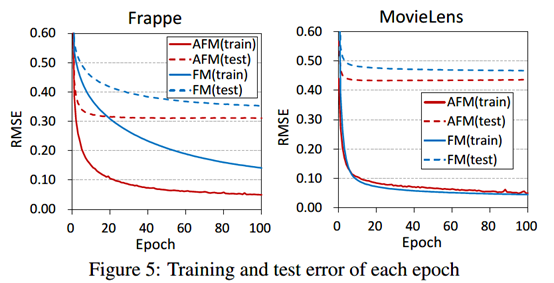 Frappe
0.60
0.50
0.40
0.30
0.20
0.10
0.00
RMSE
AFM(train)
AFM(test)
FM(train)
FM(test)
0 20 40 60 80 100
Epoch
MovieLens
0.60
0.50
0.40
0.30
0.20
0.10
0.00
RMSE
AFM(train)
AFM(test)
FM(train)
FM(test)
0 20 40 60 80 100
Epoch
Figure 5: Training and test error of each epoch